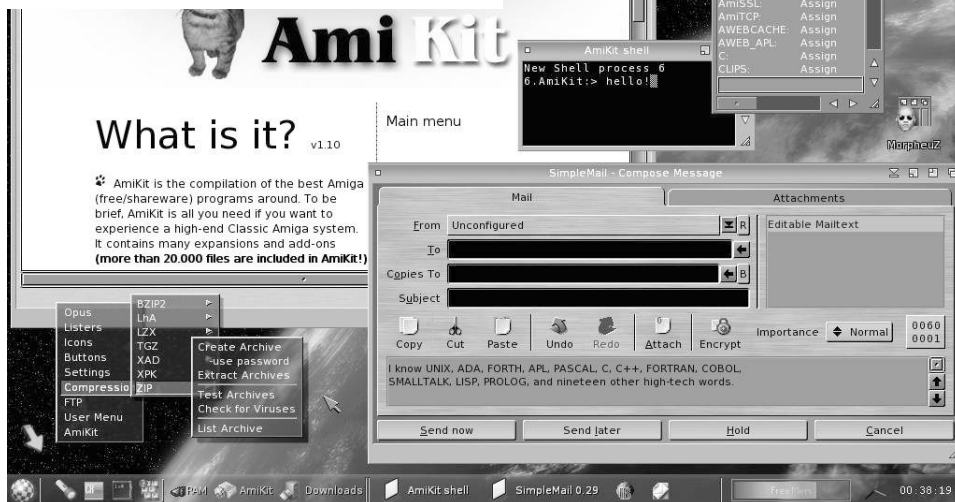 Ami Kit
What is it? v1.10
Main menu
AmiKit is the compilation of the best Amiga
(free/shareware) programs around. To be
brief, AmiKit is all you need if you want to
experience a high-end Classic Amiga system.
It contains many expansions and add-ons
(more than 20.000 files are included in AmiKit!)
AmiKit shell
New Shell process 6
6.AmiKit:> hello!
AmiSSL: Assign
AmiTCP: Assign
AWEBCACHE: Assign
AWEB_APL: Assign
C: Assign
CLIPS: Assign
MorpheuZ
SimpleMail - Compose Message
Mail
Attachments
From Unconfigured R
To
Copies To B
Subject
Editable Mailtext
Copy Cut Paste Undo Redo Attach Encrypt
Importance Normal
0060
0001
I know UNIX, ADA, FORTH, APL, PASCAL, C, C++, FORTRAN, COBOL,
SMALLTALK, LISP, PROLOG, and nineteen other high-tech words.
Send now Send later Hold Cancel
Opus
Listers
Icons
Buttons
Settings
Compressio
FTP
User Menu
AmiKit
BZIP2
LhA
LZX
TGZ
XAD
XPK
ZIP
Create Archive
-use password
Extract Archives
Test Archives
Check for Viruses
List Archive
RAM AmiKit Downloads AmiKit shell SimpleMail 0.29 00:38:19